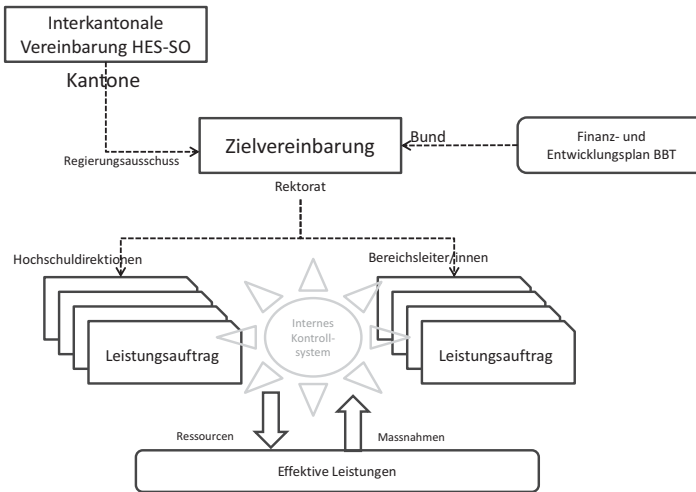 Interkantonale
Vereinbarung HES-SO
Kantone
Regierungsausschuss
Zielvereinbarung
Bund
Finanz- und
Entwicklungsplan BBT
Rektorat
Hochschuldirektionen
Bereichsleiter/innen
Internes
Kontroll-
system
Leistungsauftrag
Leistungsauftrag
Ressourcen
Massnahmen
Effektive Leistungen